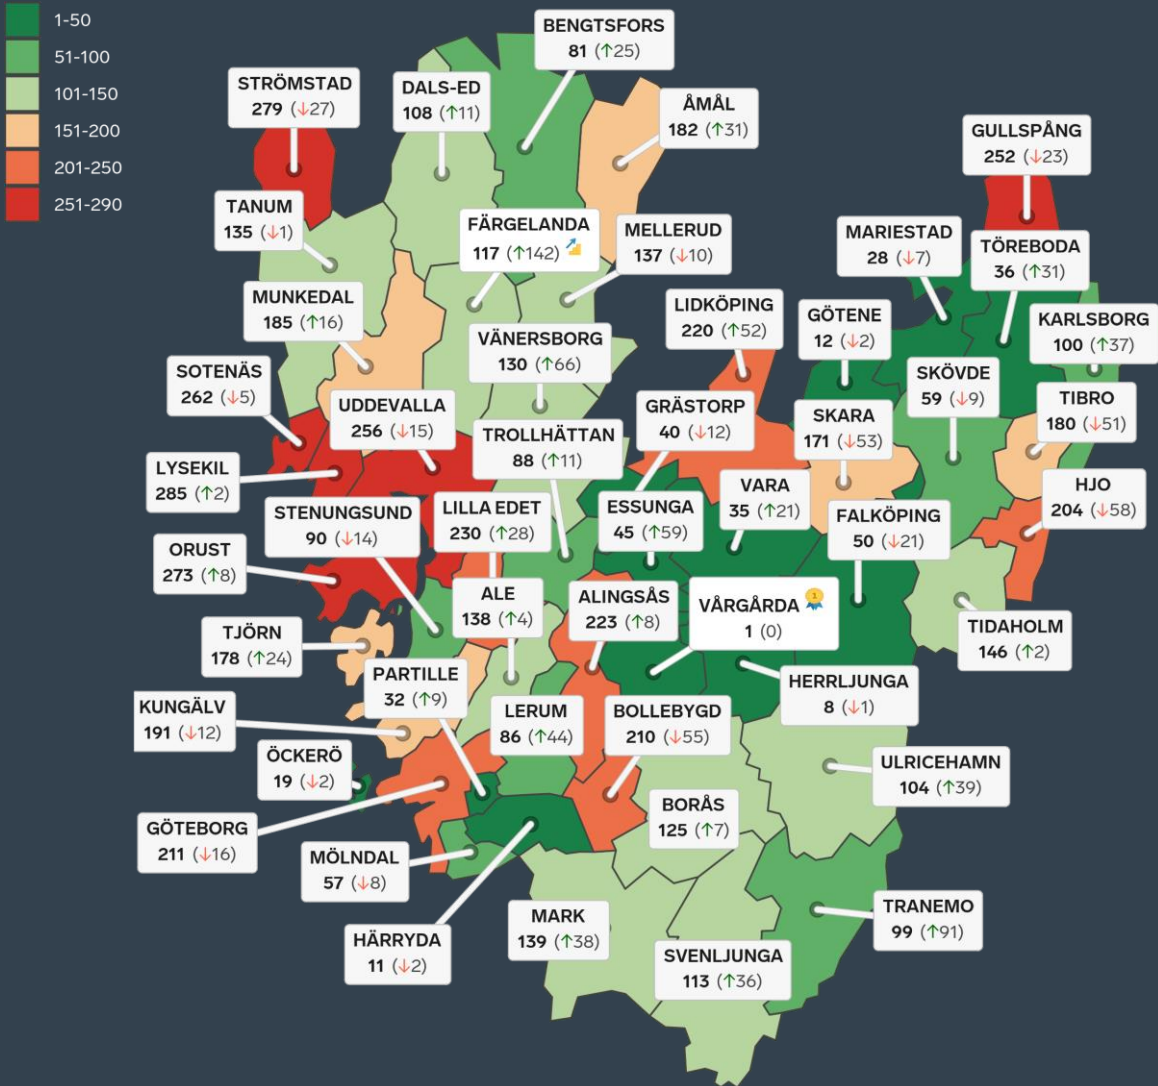 1-50
51-100
101-150
151-200
201-250
251-290
BENGTSFORS
81 (↑25)
STRÖMSTAD
279 (↓27)
DALS-ED
108 (↑11)
ÅMÅL
182 (↑31)
GULLSPÅNG
252 (↓23)
TANUM
135 (↓1)
FÄRGELANDA
117 (↑142)
MELLERUD
137 (↓10)
MARIESTAD
28 (↓7)
TÖREBODA
36 (↑31)
MUNKEDAL
185 (↑16)
LIDKÖPING
220 (↑52)
GÖTENE
12 (↓2)
KARLSBORG
100 (↑37)
VÄNERSBORG
130 (↑66)
SOTENÄS
262 (↓5)
SKÖVDE
59 (↓9)
UDDEVALLA
256 (↓15)
GRÄSTORP
40 (↓12)
SKARA
171 (↓53)
TIBRO
180 (↓51)
TROLLHÄTTAN
88 (↑11)
LYSEKIL
285 (↑2)
VARA
35 (↑21)
HJO
204 (↓58)
STENUNGSUND
90 (↓14)
LILLA EDET
230 (↑28)
ESSUNGA
45 (↑59)
FALKÖPING
50 (↓21)
ORUST
273 (↑8)
ALE
138 (↑4)
ALINGSÅS
223 (↑8)
VÅRGÅRDA
1
1 (0)
TJÖRN
178 (↑24)
TIDAHOLM
146 (↑2)
PARTILLE
32 (↑9)
HERRLJUNGA
8 (↓1)
KUNGÄLV
191 (↓12)
LERUM
86 (↑44)
BOLLEBYGD
210 (↓55)
ÖCKERÖ
19 (↓2)
ULRICEHAMN
104 (↑39)
BORÅS
125 (↑7)
GÖTEBORG
211 (↓16)
MÖLNDAL
57 (↓8)
TRANEMO
99 (↑91)
MARK
139 (↑38)
HÄRRYDA
11 (↓2)
SVENLJUNGA
113 (↑36)